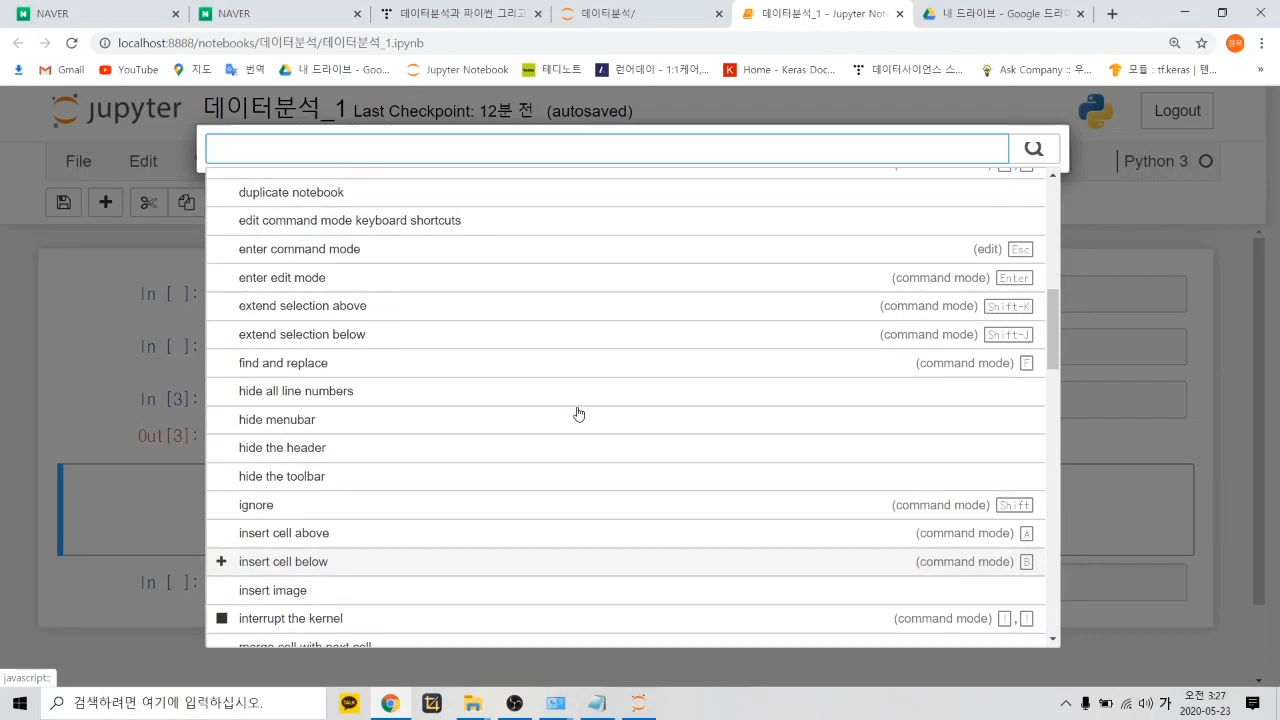 NAVER
NAVER
데이터분석과 파이썬 그리고
데이터분석/
데이터분석_1 - Jupyter Not
내 드라이브 - Google 드라이
localhost:8888/notebooks/데이터분석/데이터분석_1.ipynb
정옥
Gmail
YouTube
지도
번역
내 드라이브 - Goo...
Jupyter Notebook
테디노트
런어데이 - 1:1케어,...
Home - Keras Doc...
데이터사이언스 스...
Ask Company :: 우...
모듈 : tf.keras | 텐...
»
jupyter 데이터분석_1 Last Checkpoint: 12분 전 (autosaved)
Logout
File
Edit
Python 3
duplicate notebook
edit command mode keyboard shortcuts
enter command mode (edit) Esc
enter edit mode (command mode) Enter
extend selection above (command mode) Shift-K
extend selection below (command mode) Shift-J
find and replace (command mode) F
hide all line numbers
hide menubar
hide the header
hide the toolbar
ignore (command mode) Shift
insert cell above (command mode) A
insert cell below (command mode) B
insert image
interrupt the kernel (command mode) I,I
merge cell with next cell
In [ ]:
In [ ]:
In [3]:
Out[3]:
In [ ]:
javascript:;
검색하려면 여기에 입력하십시오.
TALK
가
오전 3:27
2020-05-23